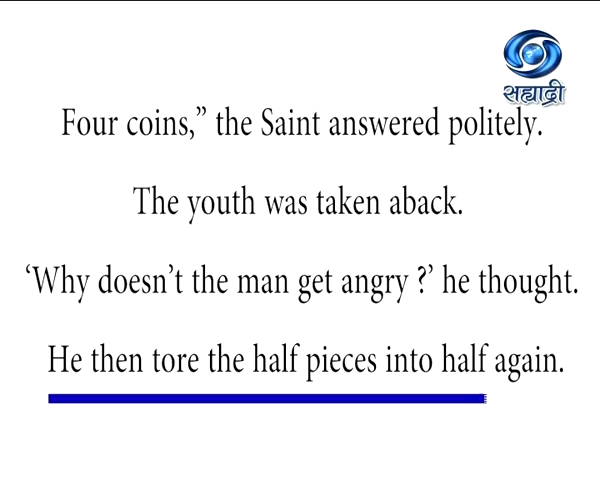 सह्याद्री
Four coins,” the Saint answered politely.
The youth was taken aback.
‘Why doesn’t the man get angry ?’ he thought.
He then tore the half pieces into half again.